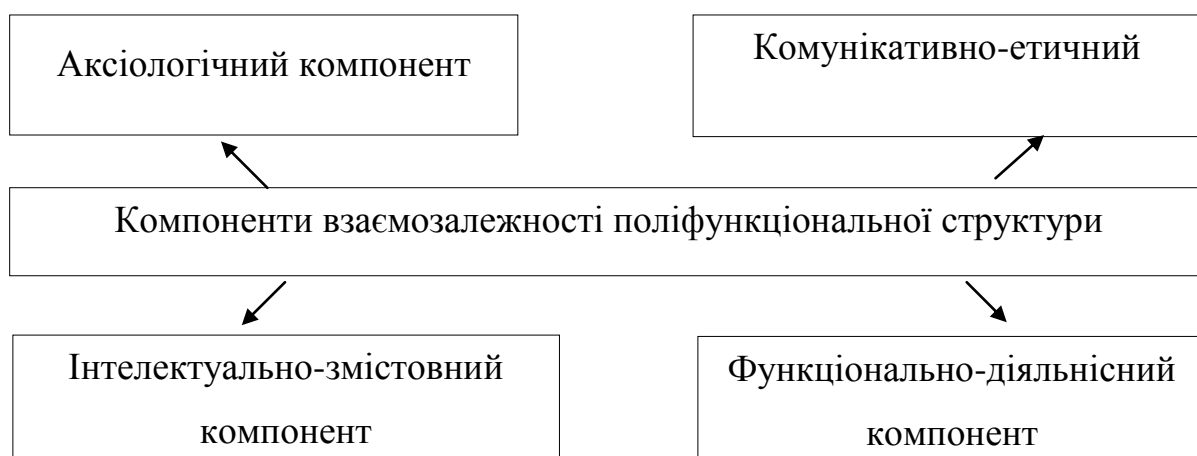 Аксіологічний компонент
Комунікативно-етичний
Компоненти взаємозалежності поліфункціональної структури
Інтелектуально-змістовний
компонент
Функціонально-діяльнісний
компонент